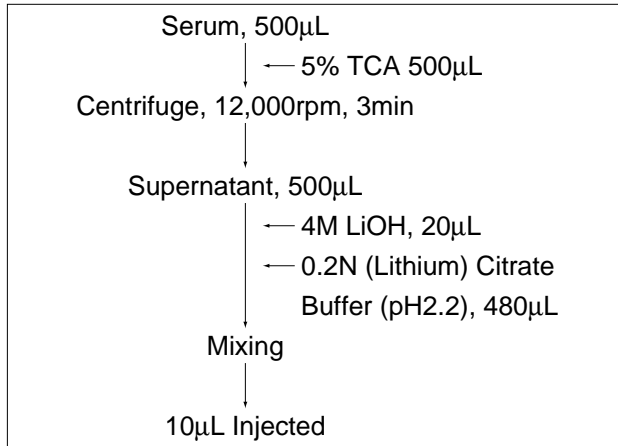 Serum, 500μL
5% TCA 500μL
Centrifuge, 12,000rpm, 3min
Supernatant, 500μL
4M LiOH, 20μL
0.2N (Lithium) Citrate
Buffer (pH2.2), 480μL
Mixing
10μL Injected